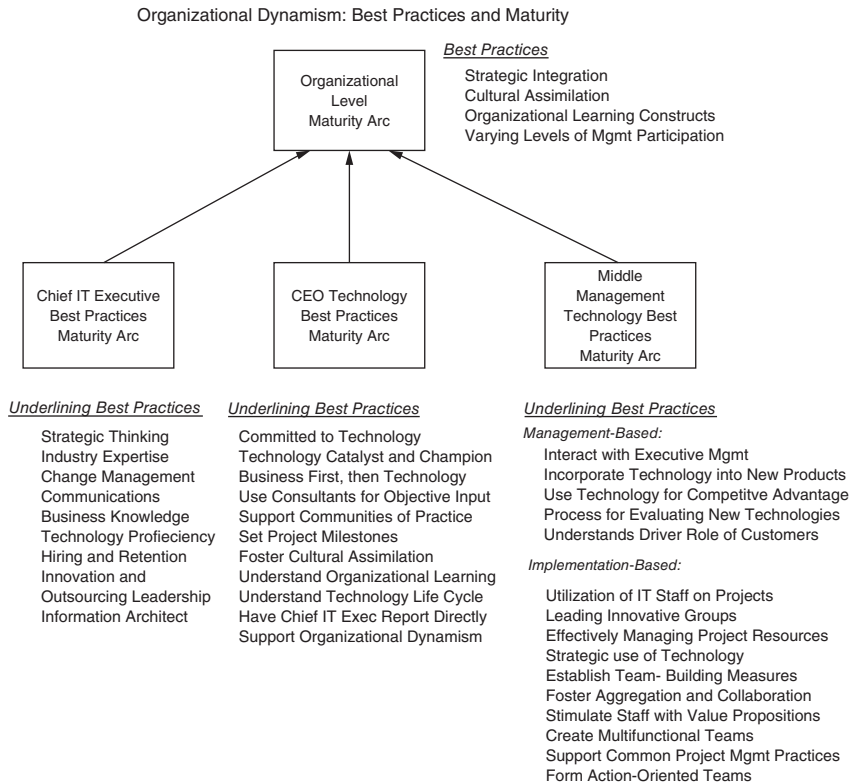 Organizational Dynamism: Best Practices and Maturity
Organizational
Level
Maturity Arc
Best Practices
Strategic Integration
Cultural Assimilation
Organizational Learning Constructs
Varying Levels of Mgmt Participation
Chief IT Executive
Best Practices
Maturity Arc
CEO Technology
Best Practices
Maturity Arc
Middle
Management
Technology Best
Practices
Maturity Arc
Underlining Best Practices
Strategic Thinking
Industry Expertise
Change Management
Communications
Business Knowledge
Technology Profieciency
Hiring and Retention
Innovation and
Outsourcing Leadership
Information Architect
Underlining Best Practices
Committed to Technology
Technology Catalyst and Champion
Business First, then Technology
Use Consultants for Objective Input
Support Communities of Practice
Set Project Milestones
Foster Cultural Assimilation
Understand Organizational Learning
Understand Technology Life Cycle
Have Chief IT Exec Report Directly
Support Organizational Dynamism
Underlining Best Practices
Management-Based:
Interact with Executive Mgmt
Incorporate Technology into New Products
Use Technology for Competitve Advantage
Process for Evaluating New Technologies
Understands Driver Role of Customers
Implementation-Based:
Utilization of IT Staff on Projects
Leading Innovative Groups
Effectively Managing Project Resources
Strategic use of Technology
Establish Team- Building Measures
Foster Aggregation and Collaboration
Stimulate Staff with Value Propositions
Create Multifunctional Teams
Support Common Project Mgmt Practices
Form Action-Oriented Teams